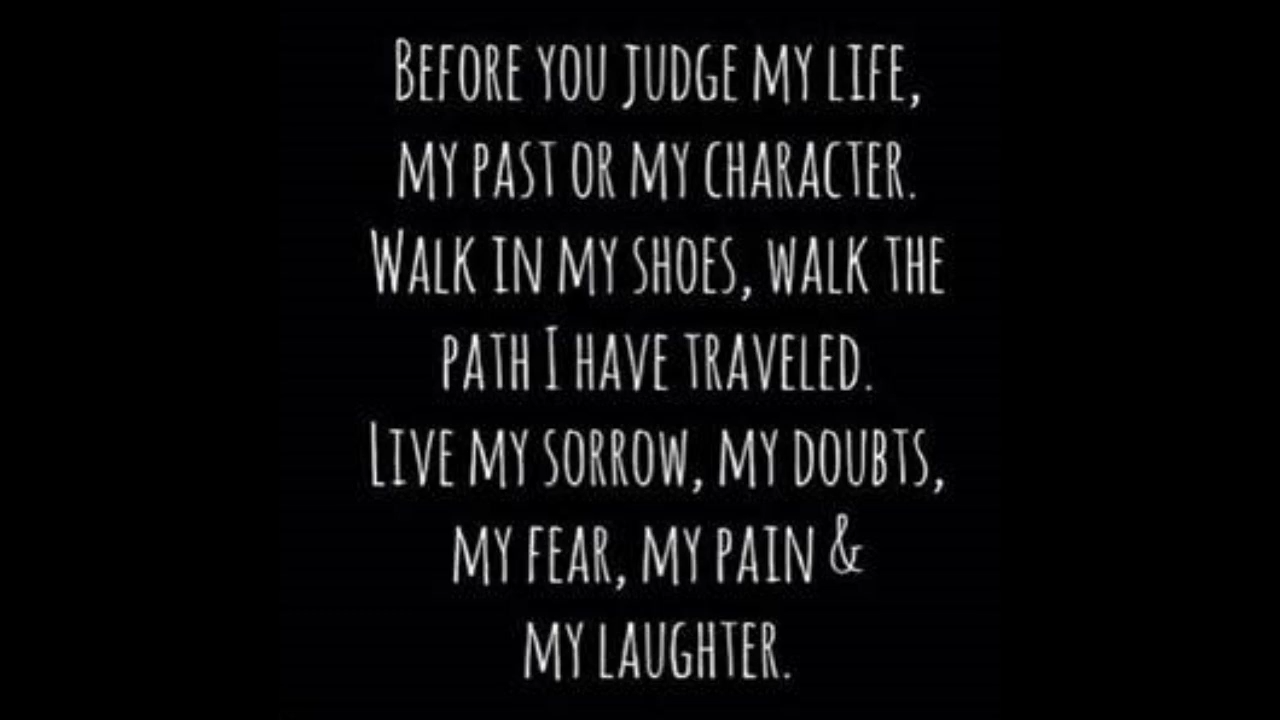 Before you judge my life,
my past or my character.
Walk in my shoes, walk the
path I have traveled.
Live my sorrow, my doubts,
my fear, my pain &
my laughter.